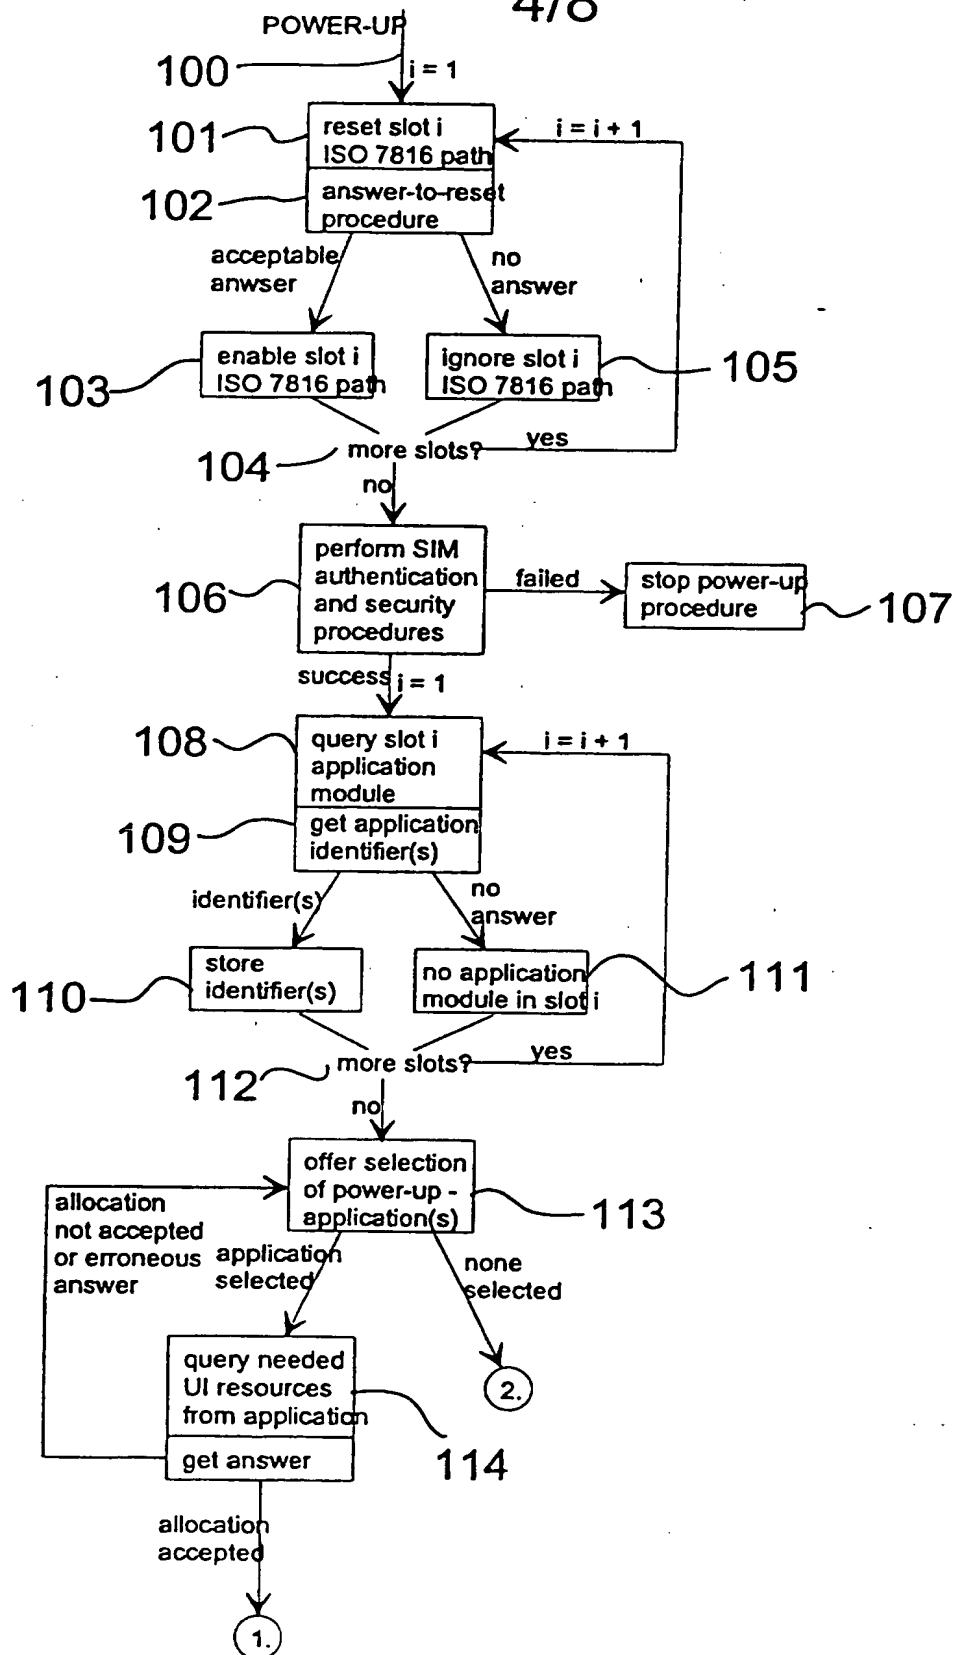 4/8
POWER-UP
100
i = 1
101
reset slot i
ISO 7816 path
i = i + 1
102
answer-to-reset
procedure
acceptable
anwser
no
answer
103
enable slot i
ISO 7816 path
ignore slot i
ISO 7816 path
105
104
more slots?
yes
no
106
perform SIM
authentication
and security
procedures
failed
stop power-up
procedure
107
success
i = 1
108
query slot i
application
module
i = i + 1
109
get application
identifier(s)
identifier(s)
no
answer
110
store
identifier(s)
no application
module in slot i
111
112
more slots?
yes
no
offer selection
of power-up -
application(s)
113
allocation
not accepted
or erroneous
answer
application
selected
none
selected
query needed
UI resources
from application
2.
get answer
114
allocation
accepted
1.